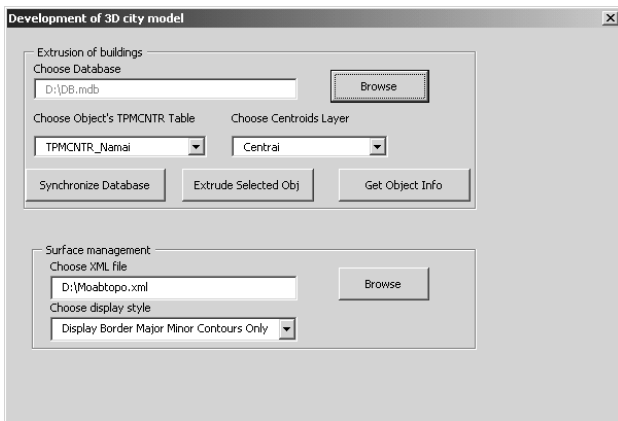 Development of 3D city model
Extrusion of buildings
Choose Database
D:\DB.mdb
Browse
Choose Object's TPMCNTR Table
Choose Centroids Layer
TPMCNTR_Namai
Centrai
Synchronize Database
Extrude Selected Obj
Get Object Info
Surface management
Choose XML file
D:\Moabtopo.xml
Browse
Choose display style
Display Border Major Minor Contours Only